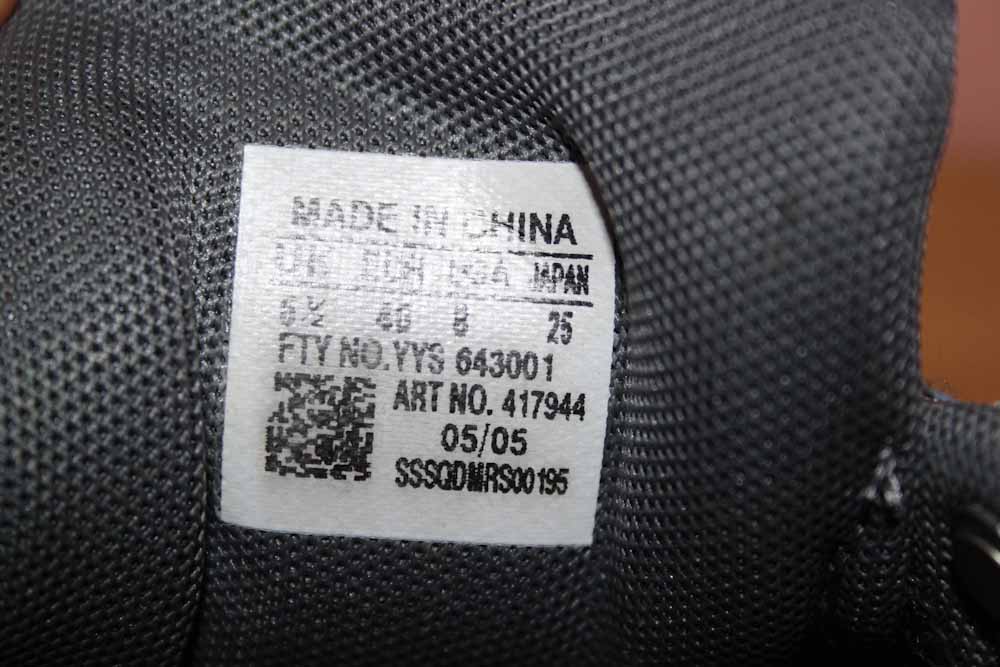 MADE IN CHINA
UK EUR USA JAPAN
6½ 40 8 25
FTY NO.YYS 643001
ART NO. 417944
05/05
SSSQDMRS00195